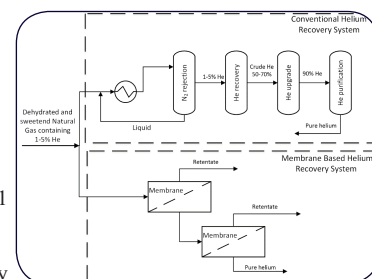 Conventional Helium
Recovery System
N2 rejection
1-5% He
He recovery
Crude He
50-70%
He upgrade
90% He
He purification
Pure helium
Liquid
Dehydrated and
sweetend Natural
Gas containing
1-5% He
Membrane Based Helium
Recovery System
Retentate
Membrane
Retentate
Membrane
Pure helium